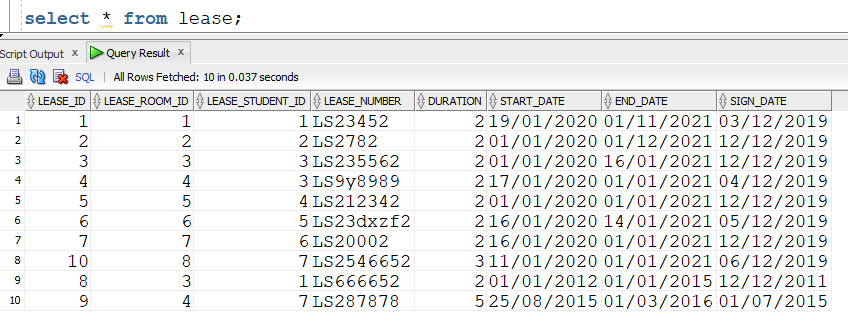 select * from lease;
Script Output x Query Result x
SQL | All Rows Fetched: 10 in 0.037 seconds
LEASE_ID LEASE_ROOM_ID LEASE_STUDENT_ID LEASE_NUMBER DURATION START_DATE END_DATE SIGN_DATE
1 1 1 1 LS23452 2 19/01/2020 01/11/2021 03/12/2019
2 2 2 2 LS2782 2 01/01/2020 01/12/2021 12/12/2019
3 3 3 3 LS235562 2 01/01/2020 16/01/2021 12/12/2019
4 4 4 3 LS9y8989 2 17/01/2020 01/01/2021 04/12/2019
5 5 5 4 LS212342 2 01/01/2020 01/01/2021 12/12/2019
6 6 6 5 LS23dxzf2 2 16/01/2020 14/01/2021 05/12/2019
7 7 7 6 LS20002 2 16/01/2020 01/01/2021 12/12/2019
8 10 8 7 LS2546652 3 11/01/2020 01/01/2021 06/12/2019
9 8 3 1 LS666652 2 01/01/2012 01/01/2015 12/12/2011
10 9 4 7 LS287878 5 25/08/2015 01/03/2016 01/07/2015